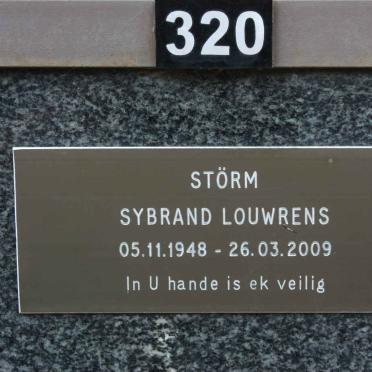 320
STÖRM
SYBRAND LOUWRENS
05.11.1948 - 26.03.2009
In U hande is ek veilig